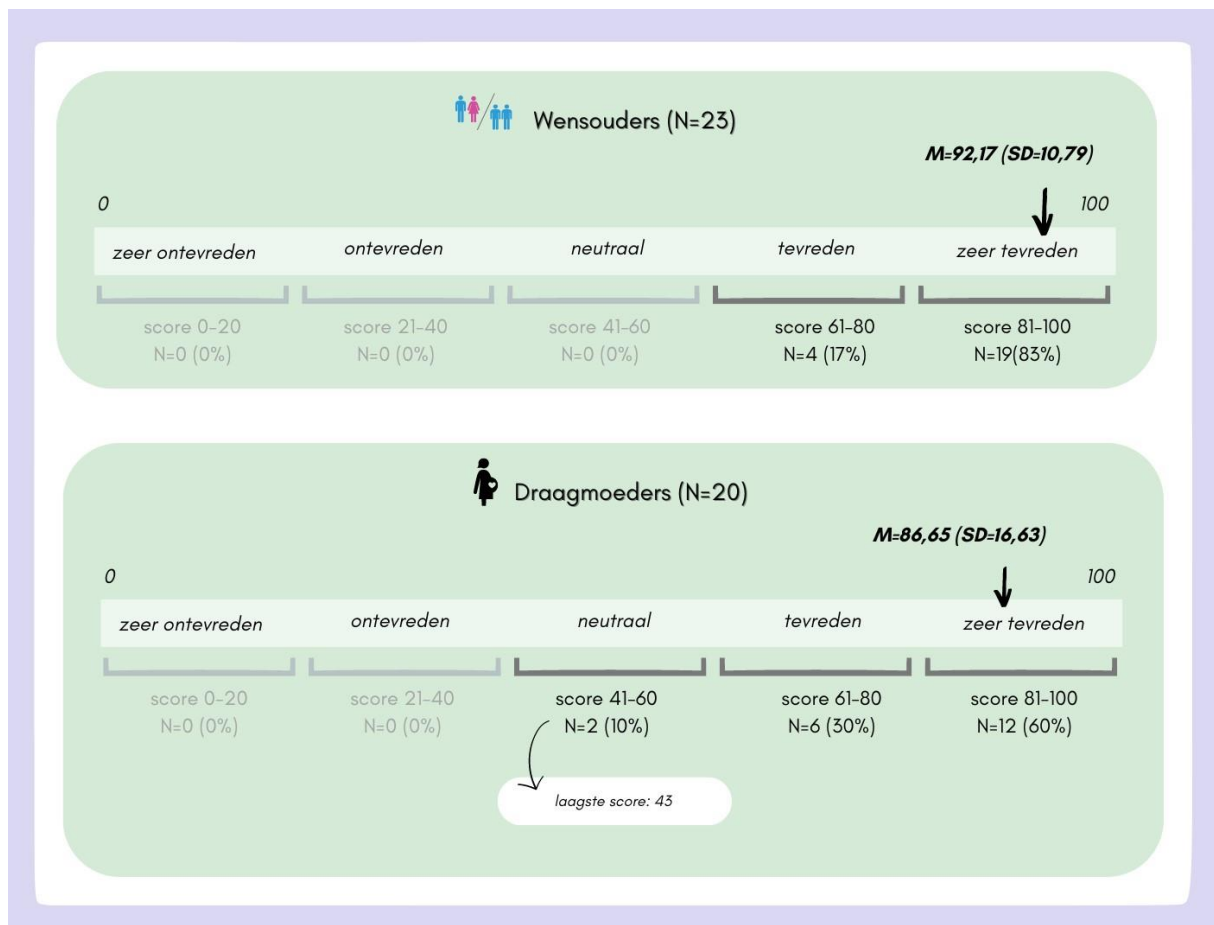 Wensouders (N=23)
M=92,17 (SD=10,79)
0 100
zeer ontevreden ontevreden neutraal tevreden zeer tevreden
score 0-20 score 21-40 score 41-60 score 61-80 score 81-100
N=0 (0%) N=0 (0%) N=0 (0%) N=4 (17%) N=19(83%)
Draagmoeders (N=20)
M=86,65 (SD=16,63)
0 100
zeer ontevreden ontevreden neutraal tevreden zeer tevreden
score 0-20 score 21-40 score 41-60 score 61-80 score 81-100
N=0 (0%) N=0 (0%) N=2 (10%) N=6 (30%) N=12 (60%)
laagste score: 43